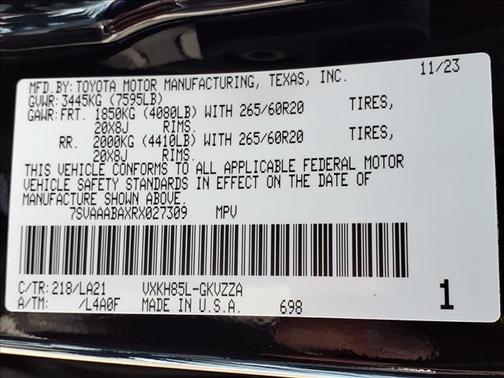 MFD.BY: TOYOTA MOTOR MANUFACTURING, TEXAS, INC. 11/23
GVWR: 3445KG (7595LB)
GAWR: FRT. 1850KG (4080LB) WITH 265/60R20 TIRES,
20X8J RIMS.
RR. 2000KG (4410LB) WITH 265/60R20 TIRES,
20X8J RIMS.
THIS VEHICLE CONFORMS TO ALL APPLICABLE FEDERAL MOTOR
VEHICLE SAFETY STANDARDS IN EFFECT ON THE DATE OF
MANUFACTURE SHOWN ABOVE.
7SVAAABAXRX027309 MPV
C/TR: 218/LA21 VXKH85L-GKVZZA
A/TM: /L4A0F MADE IN U.S.A. 698 1